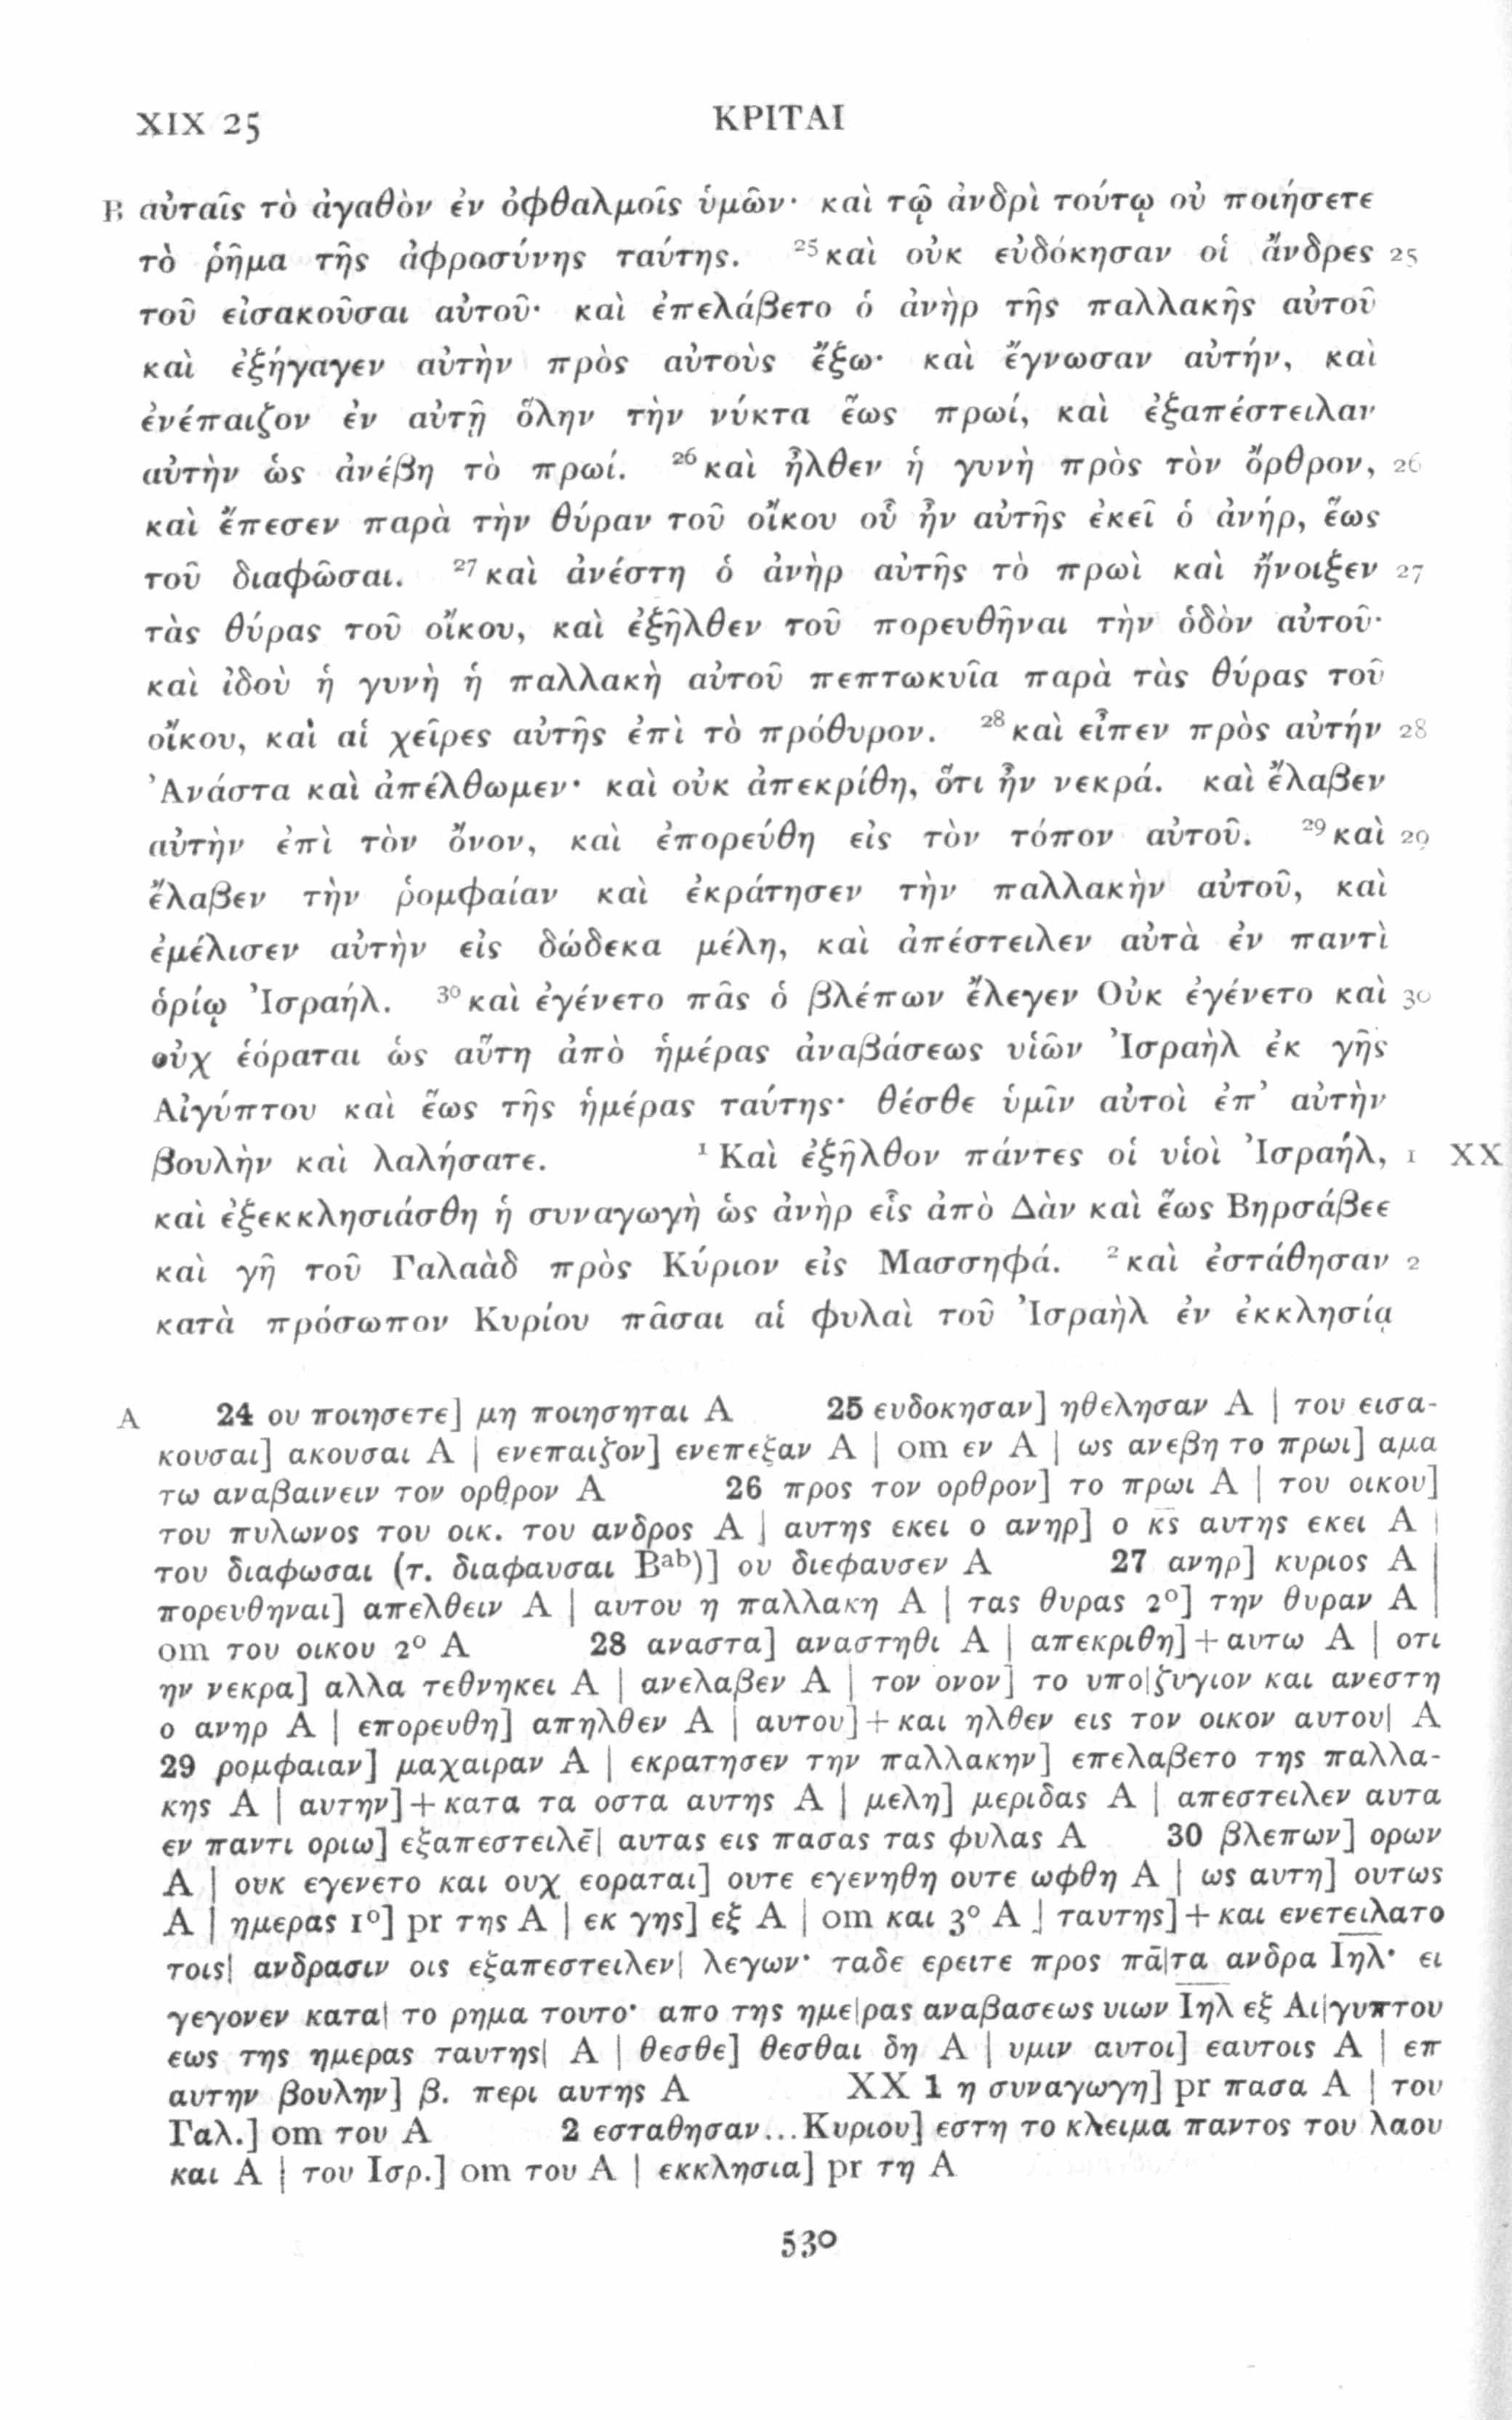 XIX 25 ΚΡΙΤΑΙ
B αὐταῖς τὸ ἀγαθὸν ἐν ὀφθαλμοῖς ὑμῶν· καὶ τῷ ἀνδρὶ τούτῳ οὐ ποιήσετε
τὸ ῥῆμα τῆς ἀφροσύνης ταύτης. ²⁵καὶ οὐκ εὐδόκησαν οἱ ἄνδρες 25
τοῦ εἰσακοῦσαι αὐτοῦ· καὶ ἐπελάβετο ὁ ἀνὴρ τῆς παλλακῆς αὐτοῦ
καὶ ἐξήγαγεν αὐτὴν πρὸς αὐτοὺς ἔξω· καὶ ἔγνωσαν αὐτήν, καὶ
ἐνέπαιζον ἐν αὐτῇ ὅλην τὴν νύκτα ἕως πρωί, καὶ ἐξαπέστειλαν
αὐτὴν ὡς ἀνέβη τὸ πρωί. ²⁶καὶ ἦλθεν ἡ γυνὴ πρὸς τὸν ὄρθρον, 26
καὶ ἔπεσεν παρὰ τὴν θύραν τοῦ οἴκου οὗ ἦν αὐτῆς ἐκεῖ ὁ ἀνήρ, ἕως
τοῦ διαφῶσαι. ²⁷καὶ ἀνέστη ὁ ἀνὴρ αὐτῆς τὸ πρωὶ καὶ ἤνοιξεν 27
τὰς θύρας τοῦ οἴκου, καὶ ἐξῆλθεν τοῦ πορευθῆναι τὴν ὁδὸν αὐτοῦ·
καὶ ἰδοὺ ἡ γυνὴ ἡ παλλακὴ αὐτοῦ πεπτωκυῖα παρὰ τὰς θύρας τοῦ
οἴκου, καὶ αἱ χεῖρες αὐτῆς ἐπὶ τὸ πρόθυρον. ²⁸καὶ εἶπεν πρὸς αὐτήν 28
Ἀνάστα καὶ ἀπέλθωμεν· καὶ οὐκ ἀπεκρίθη, ὅτι ἦν νεκρά. καὶ ἔλαβεν
αὐτὴν ἐπὶ τὸν ὄνον, καὶ ἐπορεύθη εἰς τὸν τόπον αὐτοῦ. ²⁹καὶ 29
ἔλαβεν τὴν ῥομφαίαν καὶ ἐκράτησεν τὴν παλλακὴν αὐτοῦ, καὶ
ἐμέλισεν αὐτὴν εἰς δώδεκα μέλη, καὶ ἀπέστειλεν αὐτὰ ἐν παντὶ
ὁρίῳ Ἰσραήλ. ³⁰καὶ ἐγένετο πᾶς ὁ βλέπων ἔλεγεν Οὐκ ἐγένετο καὶ 30
οὐχ ἑόραται ὡς αὕτη ἀπὸ ἡμέρας ἀναβάσεως υἱῶν Ἰσραὴλ ἐκ γῆς
Αἰγύπτου καὶ ἕως τῆς ἡμέρας ταύτης· θέσθε ὑμῖν αὐτοὶ ἐπ’ αὐτὴν
βουλὴν καὶ λαλήσατε. ¹Καὶ ἐξῆλθον πάντες οἱ υἱοὶ Ἰσραήλ, 1 XX
καὶ ἐξεκκλησιάσθη ἡ συναγωγὴ ὡς ἀνὴρ εἷς ἀπὸ Δὰν καὶ ἕως Βηρσάβεε
καὶ γῆ τοῦ Γαλαὰδ πρὸς Κύριον εἰς Μασσηφά. ²καὶ ἐστάθησαν 2
κατὰ πρόσωπον Κυρίου πᾶσαι αἱ φυλαὶ τοῦ Ἰσραὴλ ἐν ἐκκλησίᾳ
A 24 ου ποιησετε] μη ποιησηται A 25 ευδοκησαν] ηθελησαν A | του εισα-
κουσαι] ακουσαι A | ενεπαιζον] ενεπεξαν A | om εν A | ως ανεβη το πρωι] αμα
τω αναβαινειν τον ορθρον A 26 προς τον ορθρον] το πρωι A | του οικου]
του πυλωνος του οικ. του ανδρος A | αυτης εκει ο ανηρ] ο κ̅ς̅ αυτης εκει A |
του διαφωσαι (τ. διαφαυσαι Bᵃᵇ)] ου διεφαυσεν A 27 ανηρ] κυριος A |
πορευθηναι] απελθειν A | αυτου η παλλακη A | τας θυρας 2º] την θυραν A |
om του οικου 2º A 28 αναστα] αναστηθι A | απεκριθη]+αυτω A | οτι
ην νεκρα] αλλα τεθνηκει A | ανελαβεν A | τον ονον] το υπο|ζυγιον και ανεστη
ο ανηρ A | επορευθη] απηλθεν A | αυτου]+και ηλθεν εις τον οικον αυτου| A
29 ρομφαιαν] μαχαιραν A | εκρατησεν την παλλακην] επελαβετο της παλλα-
κης A | αυτην]+κατα τα οστα αυτης A | μελη] μεριδας A | απεστειλεν αυτα
εν παντι οριω] εξαπεστειλε̅| αυτας εις πασας τας φυλας A 30 βλεπων] ορων
A | ουκ εγενετο και ουχ εοραται] ουτε εγενηθη ουτε ωφθη A | ως αυτη] ουτως
A | ημερας 1º] pr της A | εκ γης] εξ A | om και 3º A | ταυτης]+και ενετειλατο
τοις| ανδρασιν οις εξαπεστειλεν| λεγων· ταδε ερειτε προς πα̅|τα ανδρα Ι̅η̅λ̅· ει
γεγονεν κατα| το ρημα τουτο· απο της ημε|ρας αναβασεως υιων Ι̅η̅λ̅ εξ Αι|γυπτου
εως της ημερας ταυτης| A | θεσθε] θεσθαι δη A | υμιν αυτοι] εαυτοις A | επ
αυτην βουλην] β. περι αυτης A XX 1 η συναγωγη] pr πασα A | του
Γαλ.] om του A 2 εσταθησαν...Κυριου] εστη το κλειμα παντος του λαου
και A | του Ισρ.] om του A | εκκλησια] pr τη A
530